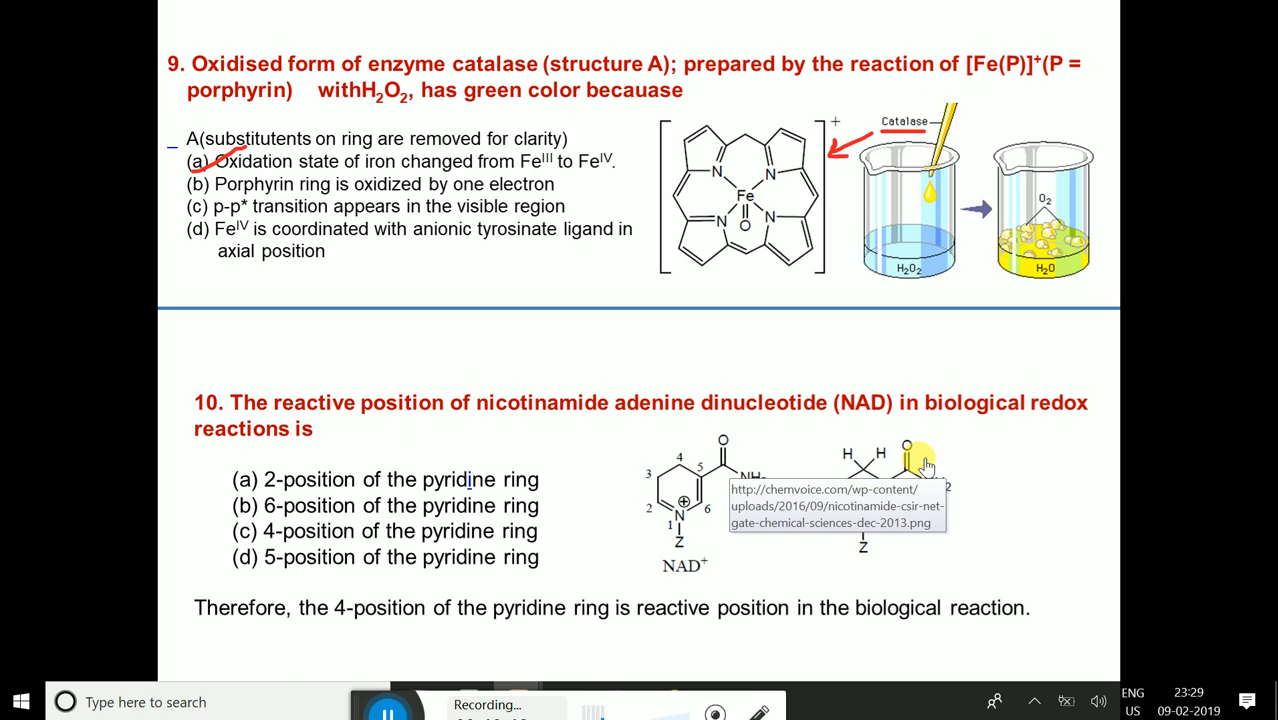 9. Oxidised form of enzyme catalase (structure A); prepared by the reaction of [Fe(P)]⁺(P =
porphyrin) withH₂O₂, has green color becauase
A(substitutents on ring are removed for clarity)
(a) Oxidation state of iron changed from Feᴵᴵᴵ to Feᴵⱽ.
(b) Porphyrin ring is oxidized by one electron
(c) p-p* transition appears in the visible region
(d) Feᴵⱽ is coordinated with anionic tyrosinate ligand in
axial position
+
N N
Fe
N N
O
Catalase
O₂
H₂O₂
H₂O
10. The reactive position of nicotinamide adenine dinucleotide (NAD) in biological redox
reactions is
(a) 2-position of the pyridine ring
(b) 6-position of the pyridine ring
(c) 4-position of the pyridine ring
(d) 5-position of the pyridine ring
O
4
3 5
2 N 6
1
Z
NAD⁺
H H O
2
http://chemvoice.com/wp-content/
uploads/2016/09/nicotinamide-csir-net-
gate-chemical-sciences-dec-2013.png
Z
Therefore, the 4-position of the pyridine ring is reactive position in the biological reaction.
Type here to search
Recording...
ENG
US
23:29
09-02-2019